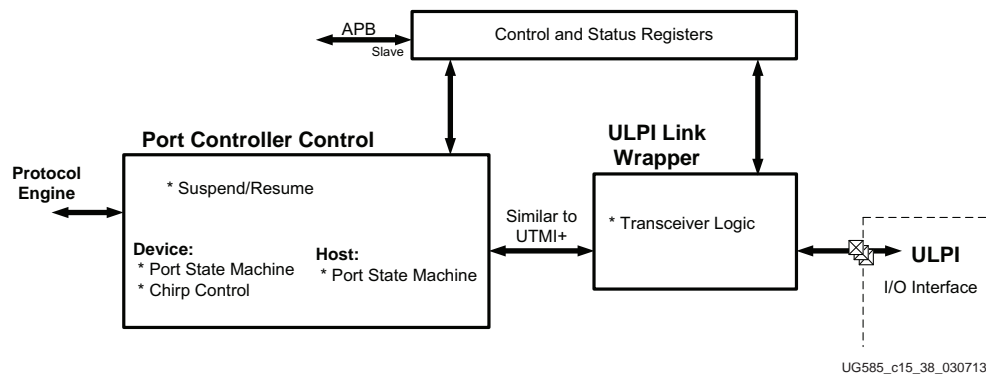 APB
Slave
Control and Status Registers
Port Controller Control
ULPI Link
Wrapper
Protocol
Engine
* Suspend/Resume
Device:
* Port State Machine
* Chirp Control
Host:
* Port State Machine
Similar to
UTMI+
* Transceiver Logic
ULPI
I/O Interface
UG585_c15_38_030713